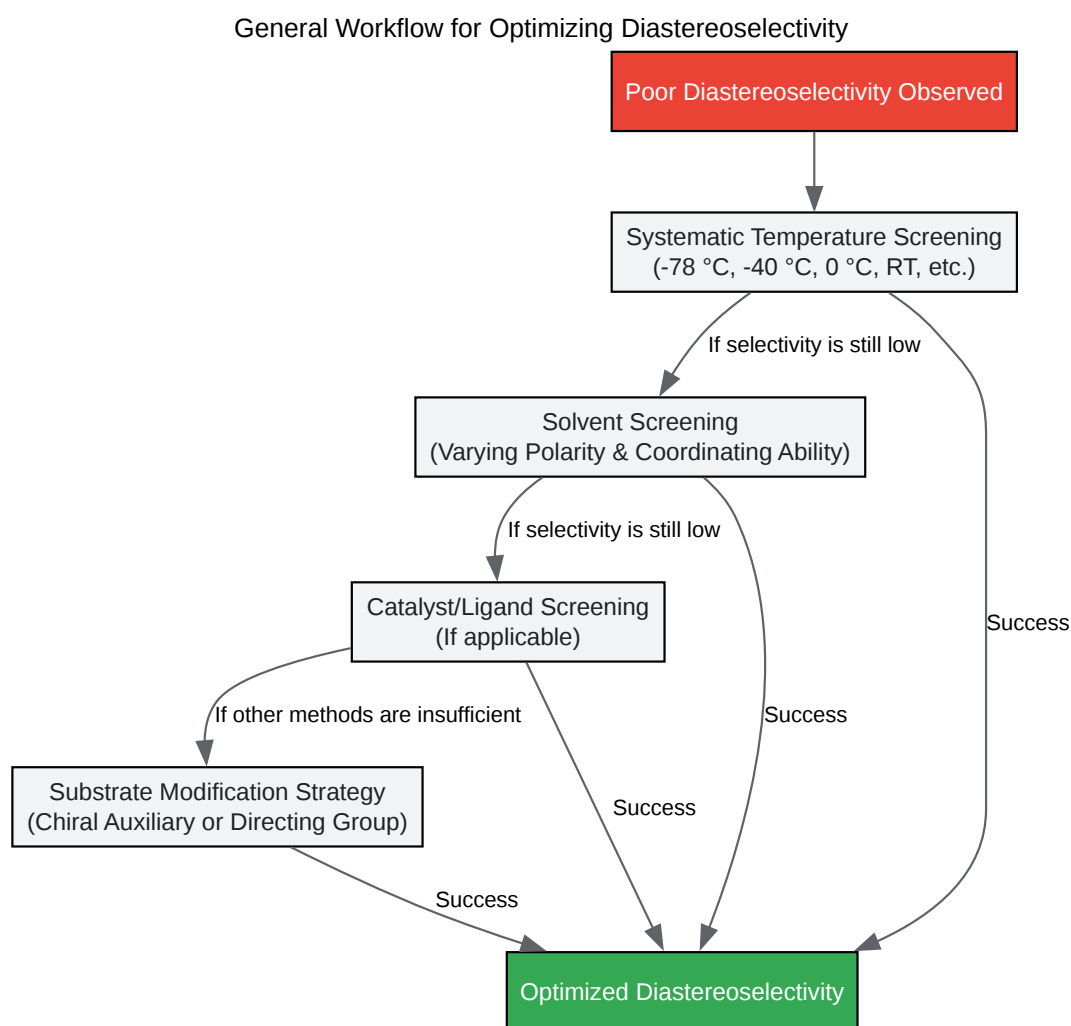 General Workflow for Optimizing Diastereoselectivity
Poor Diastereoselectivity Observed
Systematic Temperature Screening
(-78 °C, -40 °C, 0 °C, RT, etc.)
If selectivity is still low
Solvent Screening
(Varying Polarity & Coordinating Ability)
If selectivity is still low
Catalyst/Ligand Screening
(If applicable)
Success
If other methods are insufficient
Success
Substrate Modification Strategy
(Chiral Auxiliary or Directing Group)
Success
Success
Optimized Diastereoselectivity